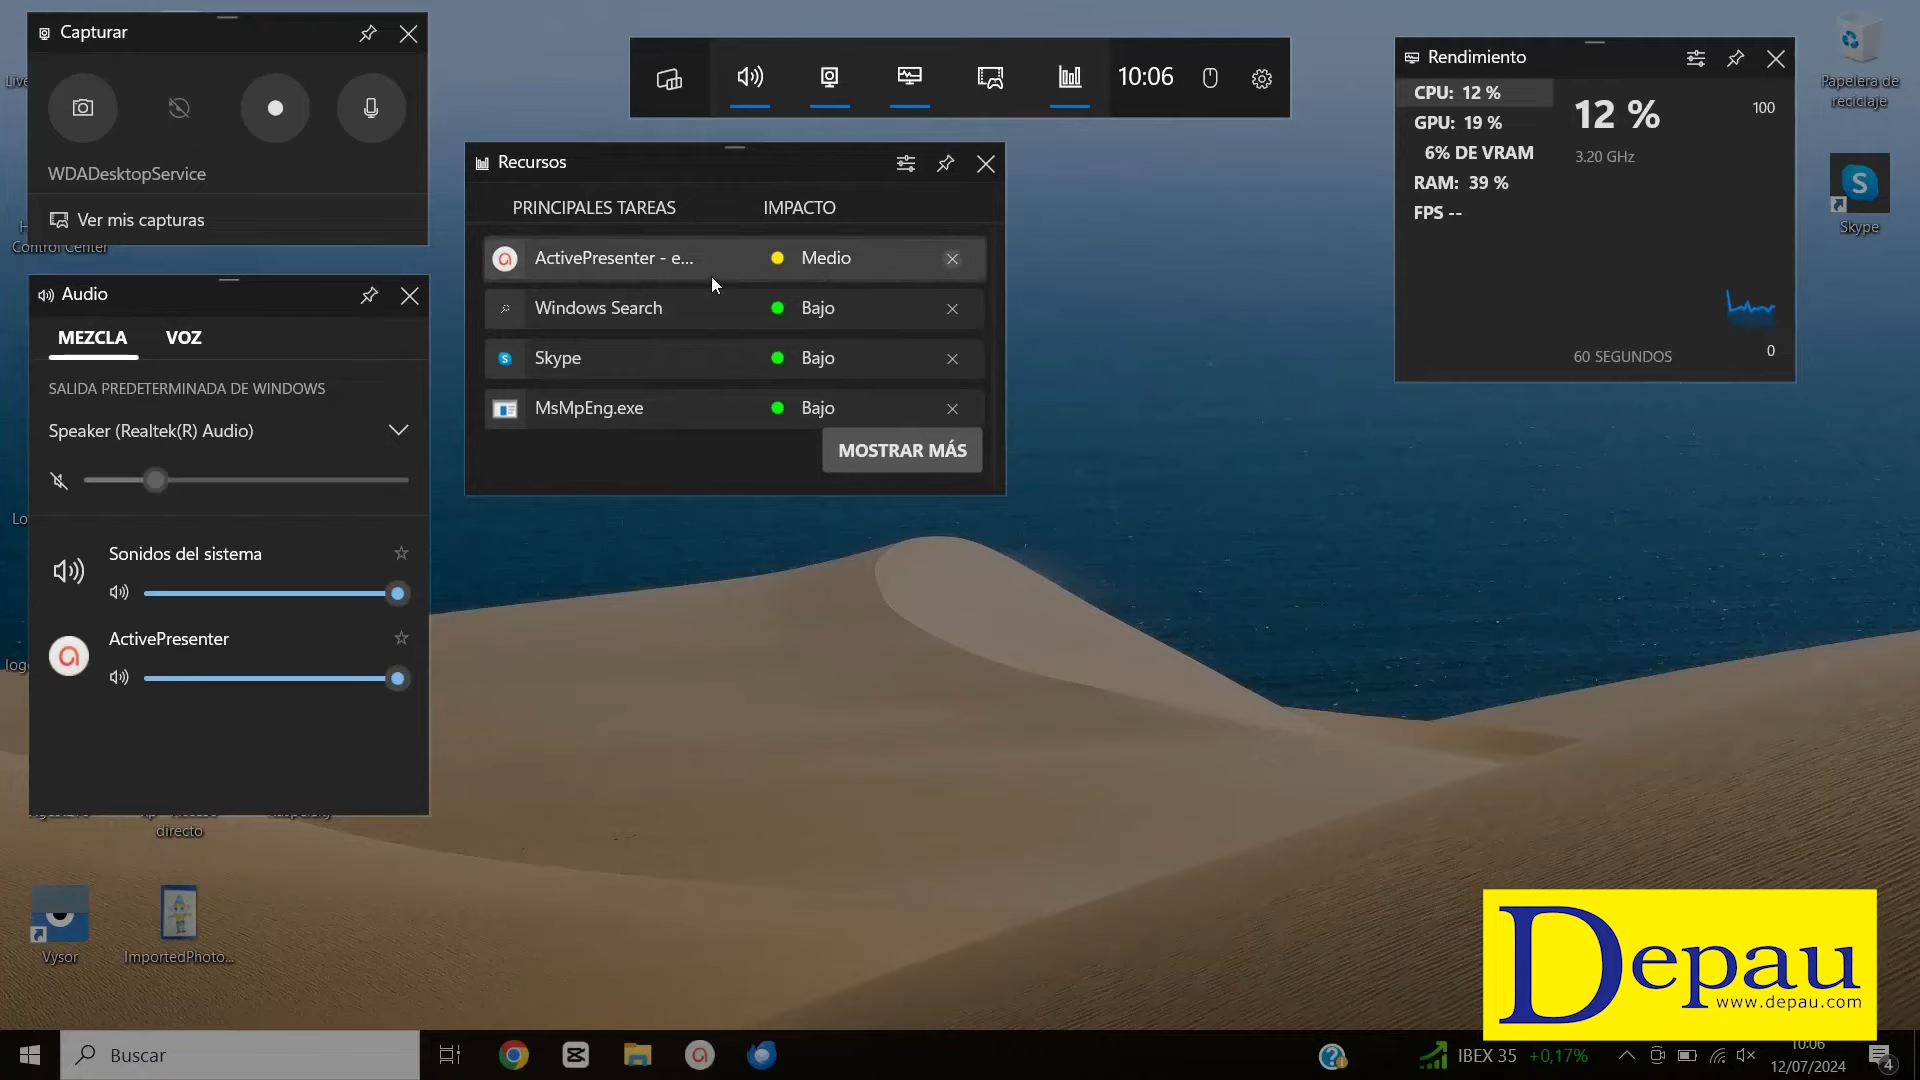 Capturar
WDADesktopService
Ver mis capturas
Control Center
Audio
MEZCLA VOZ
SALIDA PREDETERMINADA DE WINDOWS
Speaker (Realtek(R) Audio)
Sonidos del sistema
ActivePresenter
10:06
Recursos
PRINCIPALES TAREAS IMPACTO
ActivePresenter - e... Medio
Windows Search Bajo
Skype Bajo
MsMpEng.exe Bajo
MOSTRAR MÁS
Rendimiento
CPU: 12 %
GPU: 19 %
6% DE VRAM
RAM: 39 %
FPS --
12 %
3.20 GHz
100
60 SEGUNDOS
0
Papelera de
reciclaje
Skype
directo
Vysor
ImportedPhoto...
Depau
www.depau.com
Buscar
IBEX 35 +0,17%
10:06
12/07/2024
4